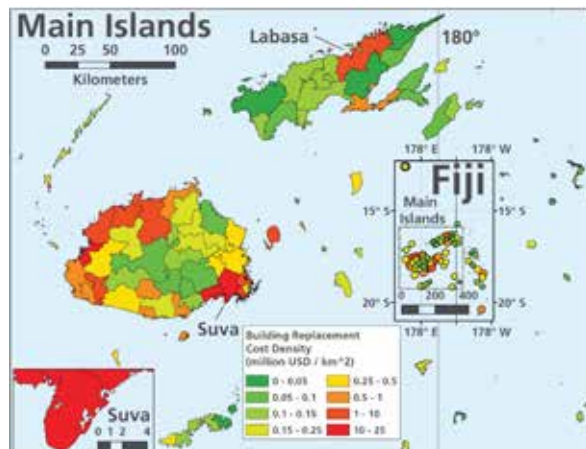 Main Islands
0 25 50 100
Kilometers
Labasa
180°
178° E 178° W
Fiji
Main
Islands
15° S
0 200 400
20° S
178° E 178° W
Suva
Building Replacement
Cost Density
(million USD / km^2)
0 - 0.05
0.05 - 0.1
0.1 - 0.15
0.15 - 0.25
0.25 - 0.5
0.5 - 1
1 - 10
10 - 25
Suva
0 1 2 4